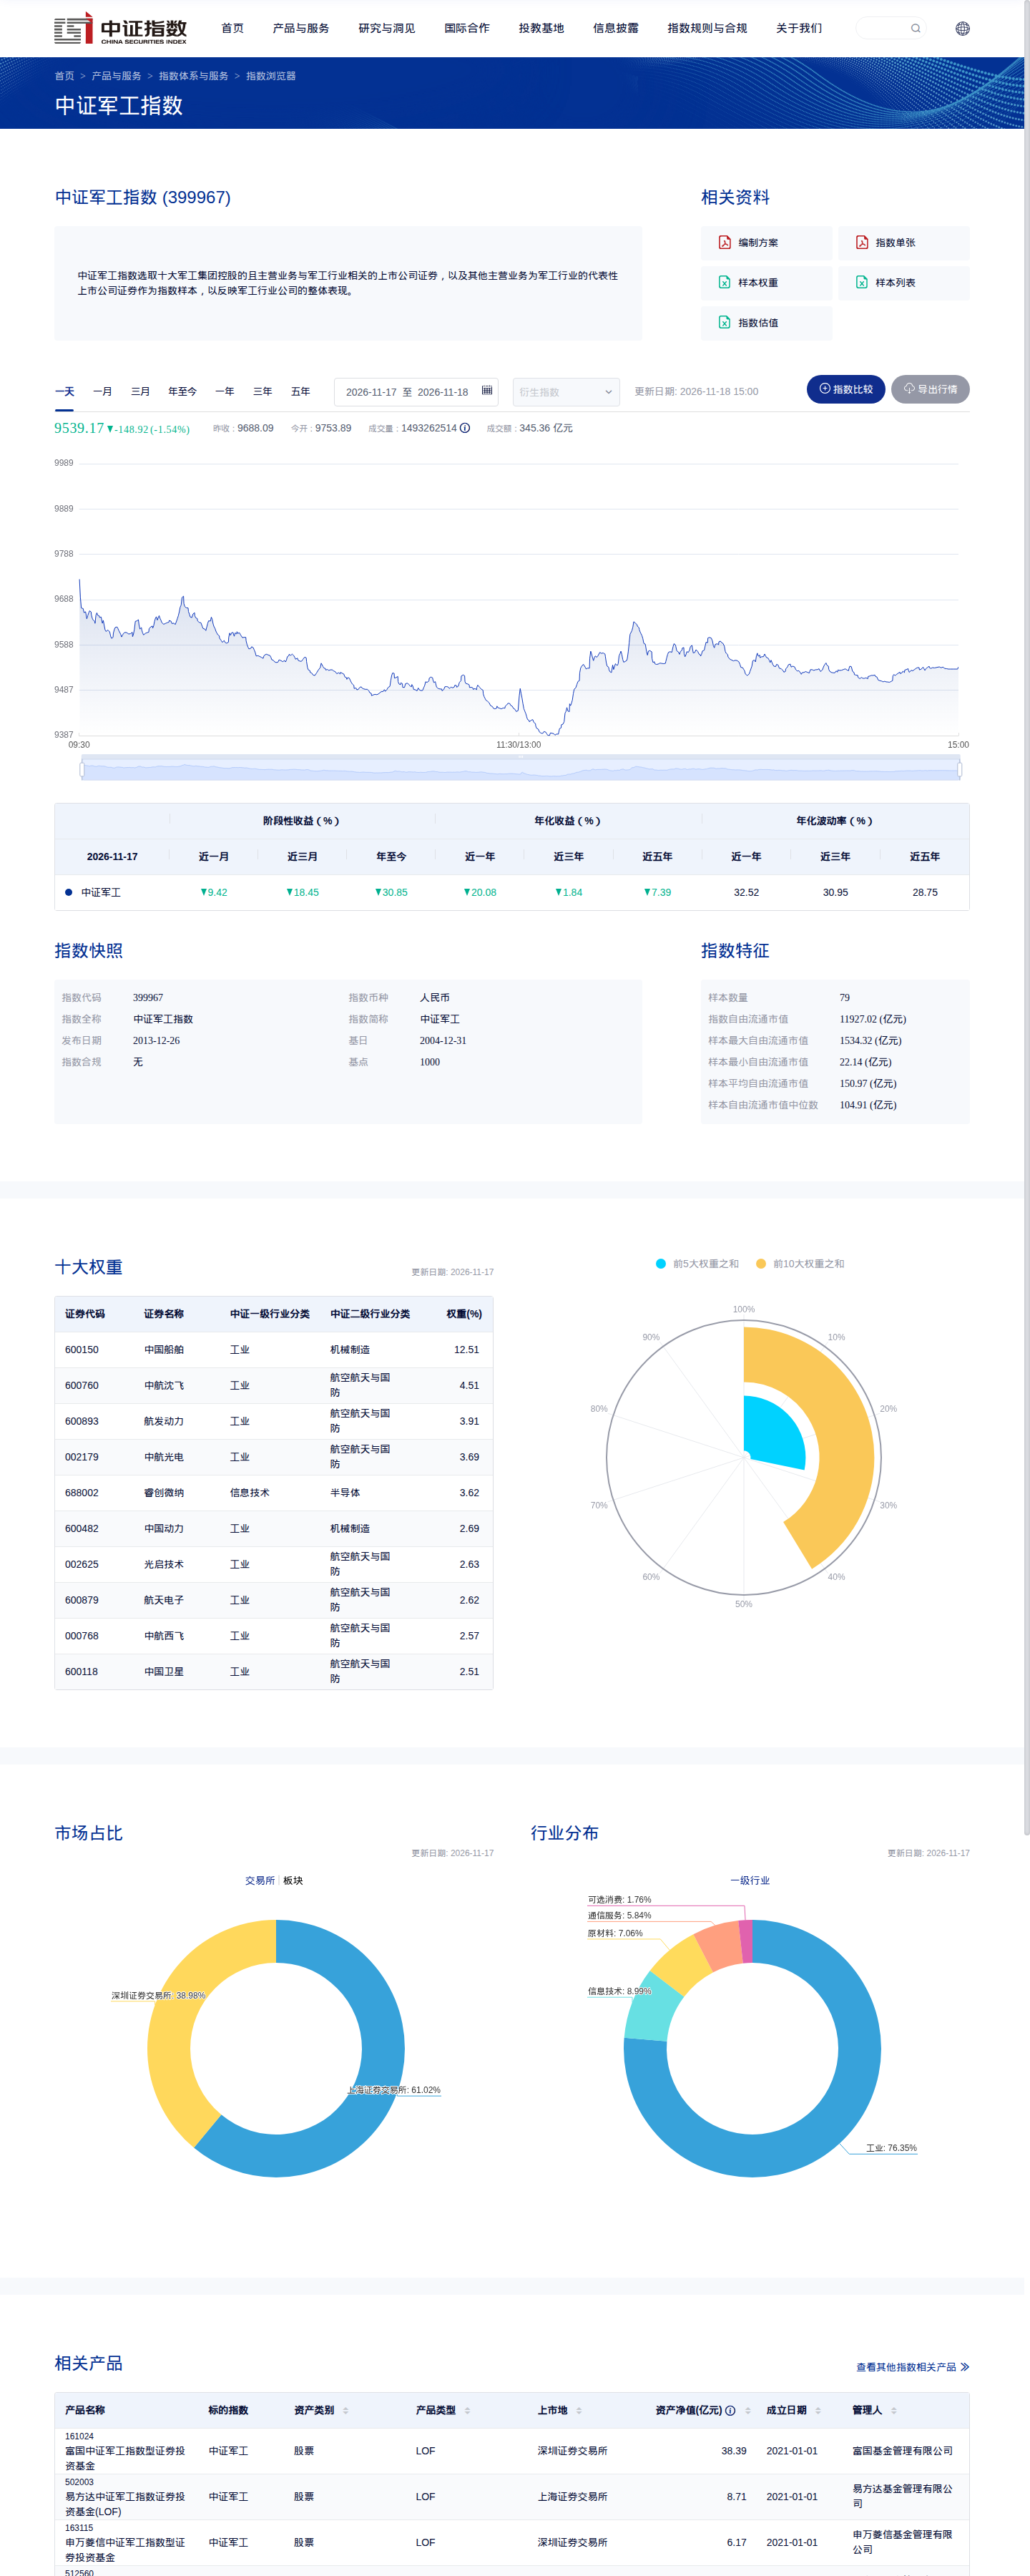 中证指数
CHINA SECURITIES INDEX
首页 产品与服务 研究与洞见 国际合作 投教基地 信息披露 指数规则与合规 关于我们
首页 > 产品与服务 > 指数体系与服务 > 指数浏览器
中证军工指数
中证军工指数 (399967)
相关资料
中证军工指数选取十大军工集团控股的且主营业务与军工行业相关的上市公司证券，以及其他主营业务为军工行业的代表性
上市公司证券作为指数样本，以反映军工行业公司的整体表现。
编制方案 指数单张
样本权重 样本列表
指数估值
一天 一月 三月 年至今 一年 三年 五年 2026-11-17 至 2026-11-18 衍生指数 更新日期: 2026-11-18 15:00 指数比较 导出行情
9539.17 ▼-148.92 (-1.54%) 昨收 : 9688.09 今开 : 9753.89 成交量 : 1493262514 成交额 : 345.36 亿元
9989
9889
9788
9688
9588
9487
9387
09:30 11:30/13:00 15:00
阶段性收益 ( % ) 年化收益 ( % ) 年化波动率 ( % )
2026-11-17 近一月 近三月 年至今 近一年 近三年 近五年 近一年 近三年 近五年
中证军工 ▼9.42 ▼18.45 ▼30.85 ▼20.08 ▼1.84 ▼7.39 32.52 30.95 28.75
指数快照
指数代码 399967 指数币种 人民币
指数全称 中证军工指数 指数简称 中证军工
发布日期 2013-12-26 基日 2004-12-31
指数合规 无 基点 1000
指数特征
样本数量 79
指数自由流通市值 11927.02 (亿元)
样本最大自由流通市值 1534.32 (亿元)
样本最小自由流通市值 22.14 (亿元)
样本平均自由流通市值 150.97 (亿元)
样本自由流通市值中位数 104.91 (亿元)
十大权重
更新日期: 2026-11-17
证券代码 证券名称 中证一级行业分类 中证二级行业分类 权重(%)
600150 中国船舶 工业 机械制造 12.51
600760 中航沈飞 工业 航空航天与国防 4.51
600893 航发动力 工业 航空航天与国防 3.91
002179 中航光电 工业 航空航天与国防 3.69
688002 睿创微纳 信息技术 半导体 3.62
600482 中国动力 工业 机械制造 2.69
002625 光启技术 工业 航空航天与国防 2.63
600879 航天电子 工业 航空航天与国防 2.62
000768 中航西飞 工业 航空航天与国防 2.57
600118 中国卫星 工业 航空航天与国防 2.51
前5大权重之和 前10大权重之和
100%
90% 10%
80% 20%
70% 30%
60% 40%
50%
市场占比
更新日期: 2026-11-17
交易所 板块
深圳证券交易所: 38.98%
上海证券交易所: 61.02%
行业分布
更新日期: 2026-11-17
一级行业
可选消费: 1.76%
通信服务: 5.84%
原材料: 7.06%
信息技术: 8.99%
工业: 76.35%
相关产品
查看其他指数相关产品
产品名称 标的指数 资产类别 产品类型 上市地 资产净值(亿元) 成立日期 管理人
161024
富国中证军工指数型证券投资基金 中证军工 股票 LOF 深圳证券交易所 38.39 2021-01-01 富国基金管理有限公司
502003
易方达中证军工指数证券投资基金(LOF) 中证军工 股票 LOF 上海证券交易所 8.71 2021-01-01 易方达基金管理有限公司
163115
申万菱信中证军工指数型证券投资基金 中证军工 股票 LOF 深圳证券交易所 6.17 2021-01-01 申万菱信基金管理有限公司
512560